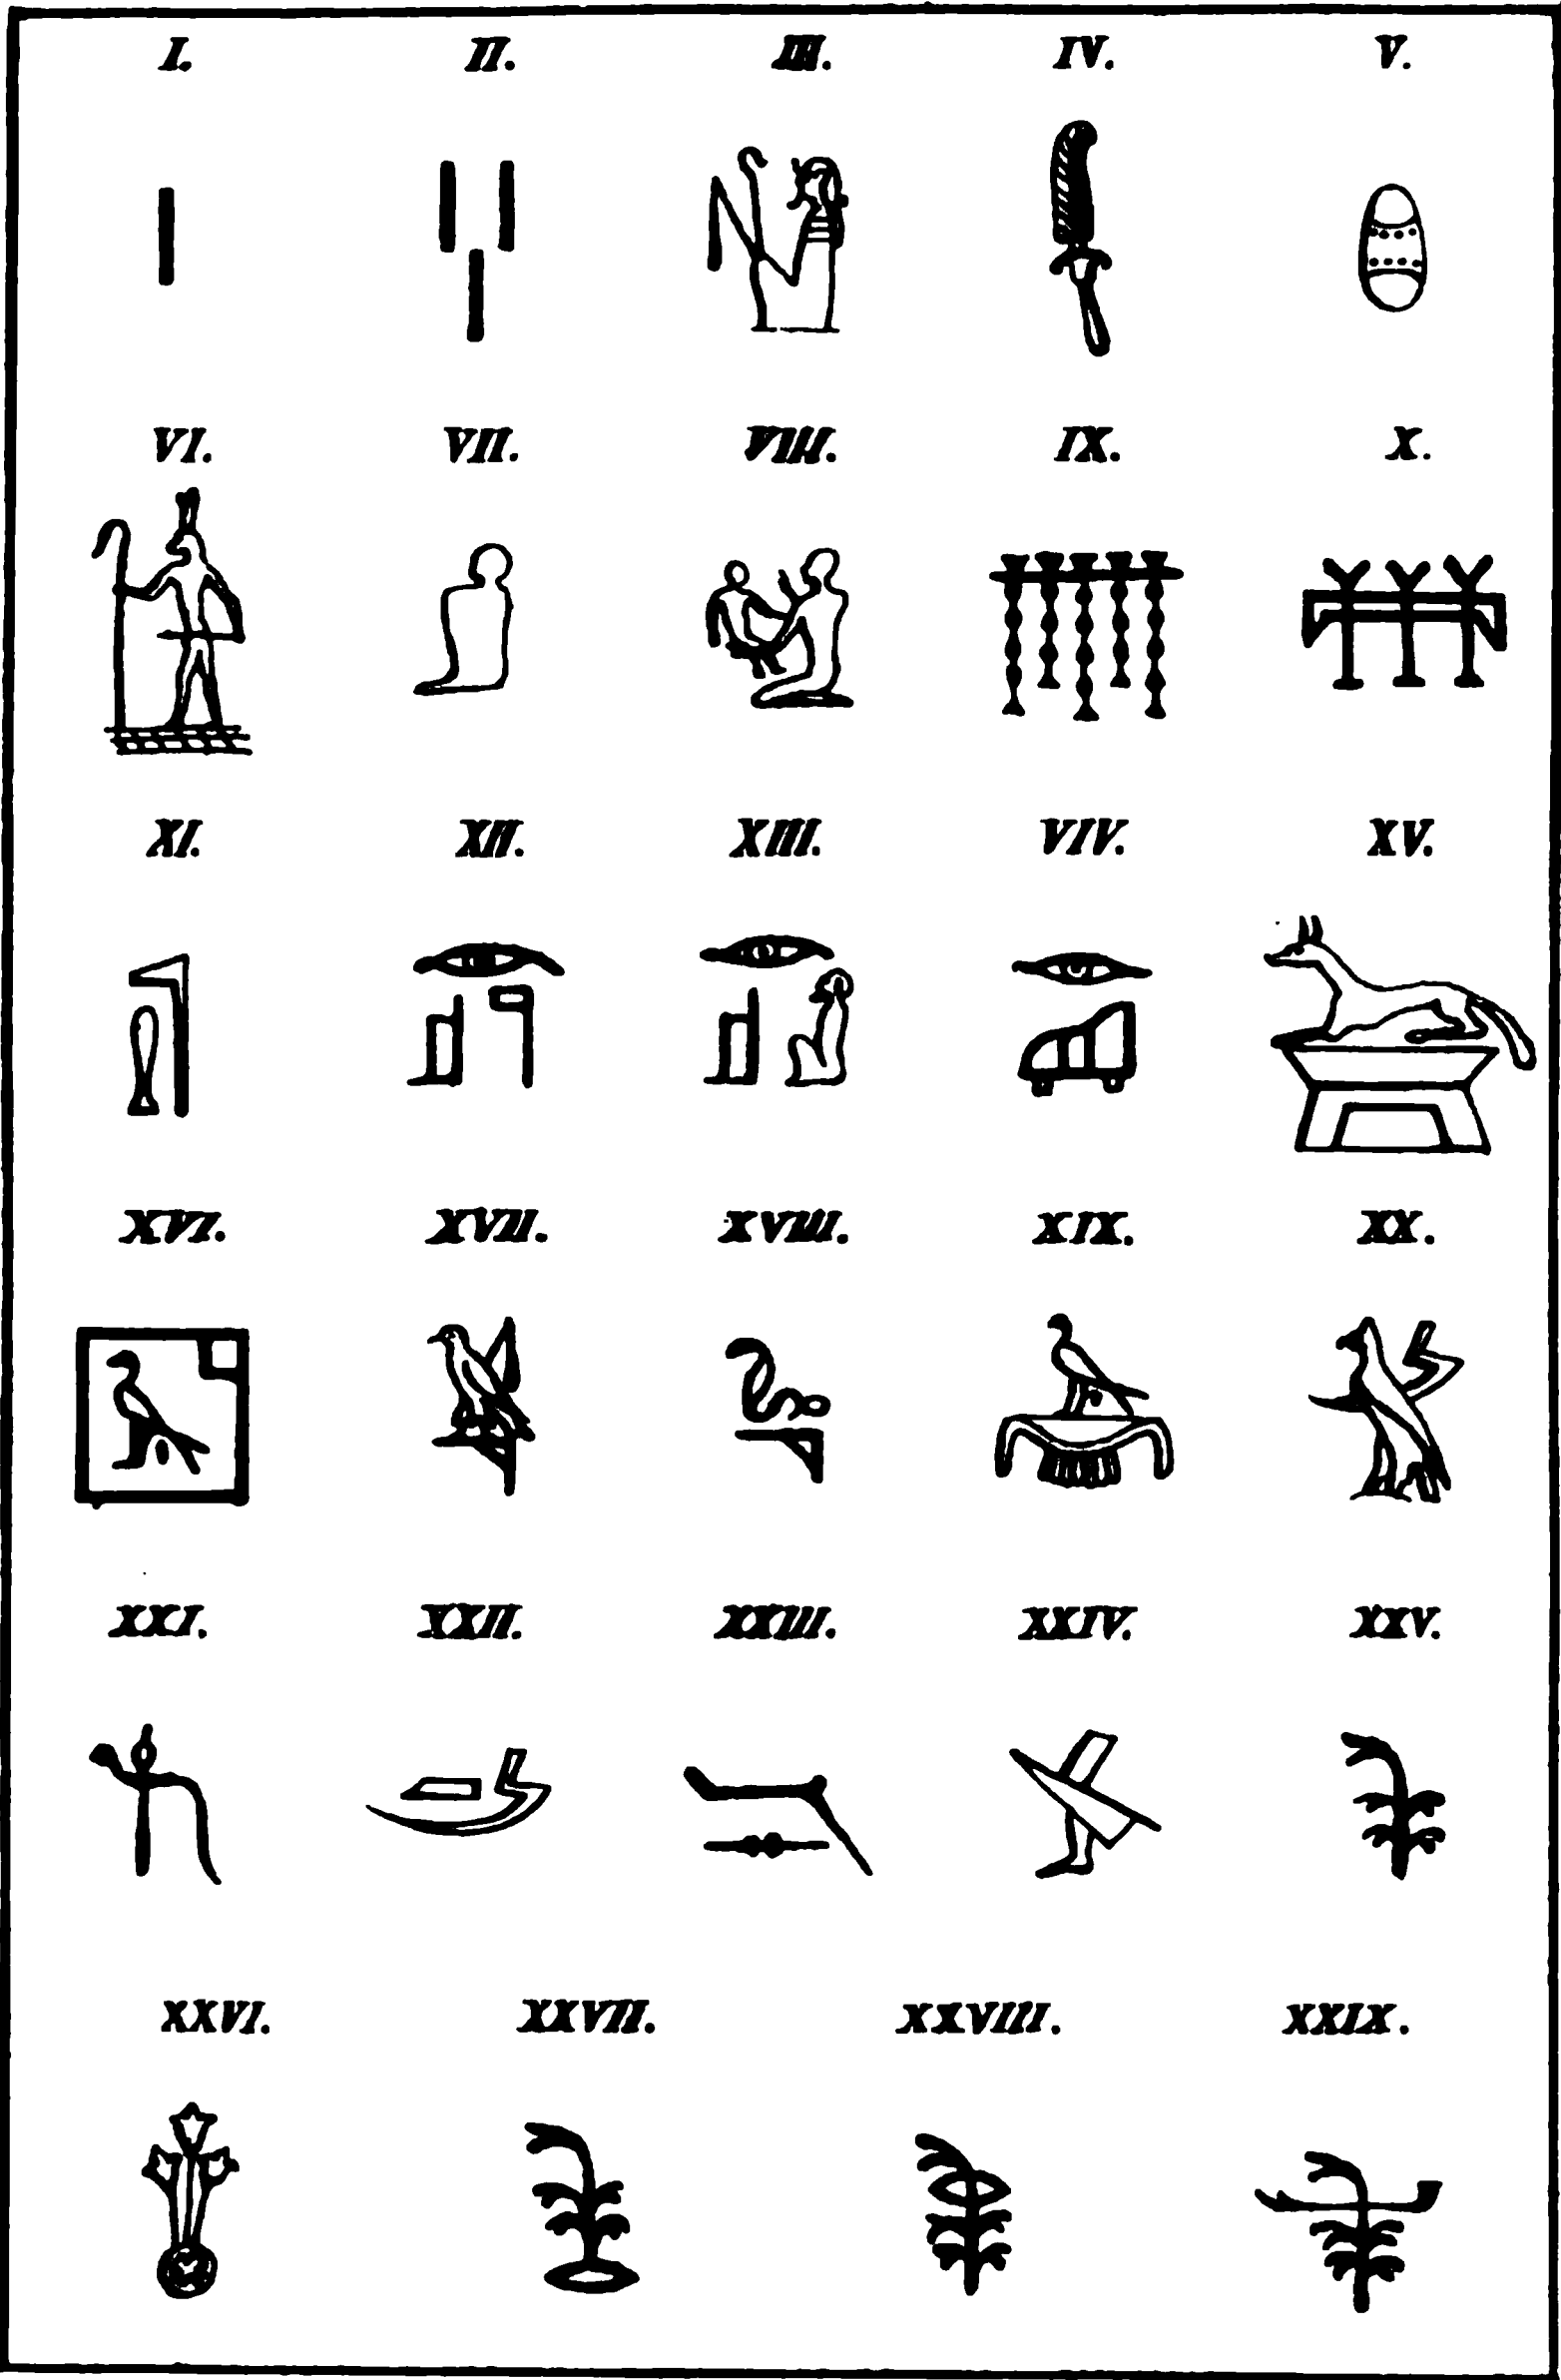 I. II. III. IV. V.
VI. VII. VIII. IX. X.
XI. XII. XIII. VIV. XV.
XVI. XVII. XVIII. XIX. XX.
XXI. XXII. XXIII. XXIV. XXV.
XXVI. XXVII. XXVIII. XXIX.